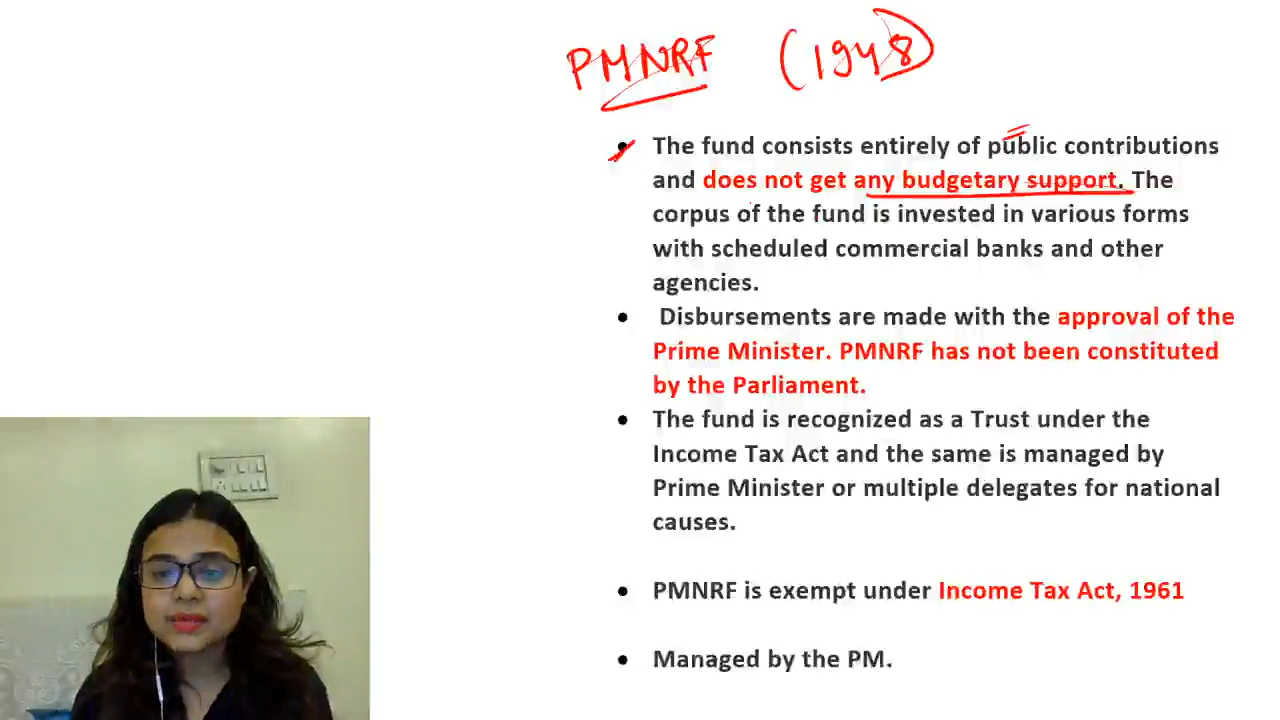 PMNRF (1948)
• The fund consists entirely of public contributions
and does not get any budgetary support. The
corpus of the fund is invested in various forms
with scheduled commercial banks and other
agencies.
• Disbursements are made with the approval of the
Prime Minister. PMNRF has not been constituted
by the Parliament.
• The fund is recognized as a Trust under the
Income Tax Act and the same is managed by
Prime Minister or multiple delegates for national
causes.
• PMNRF is exempt under Income Tax Act, 1961
• Managed by the PM.